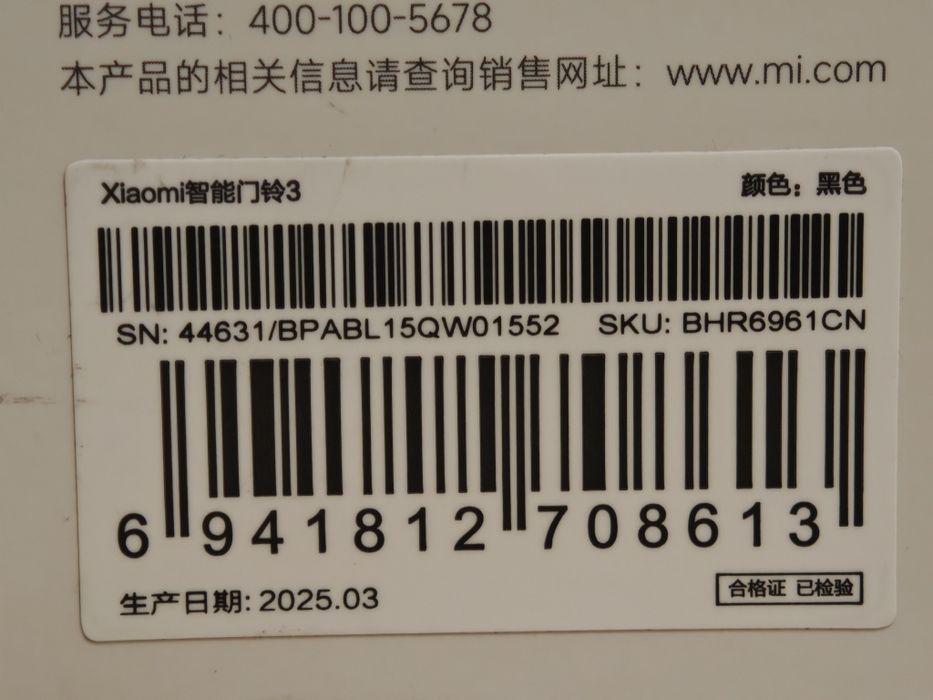 服务电话：400-100-5678
本产品的相关信息请查询销售网址：www.mi.com
Xiaomi智能门铃3 颜色：黑色
SN: 44631/BPABL15QW01552 SKU: BHR6961CN
6 941812 708613
生产日期: 2025.03 合格证 已检验